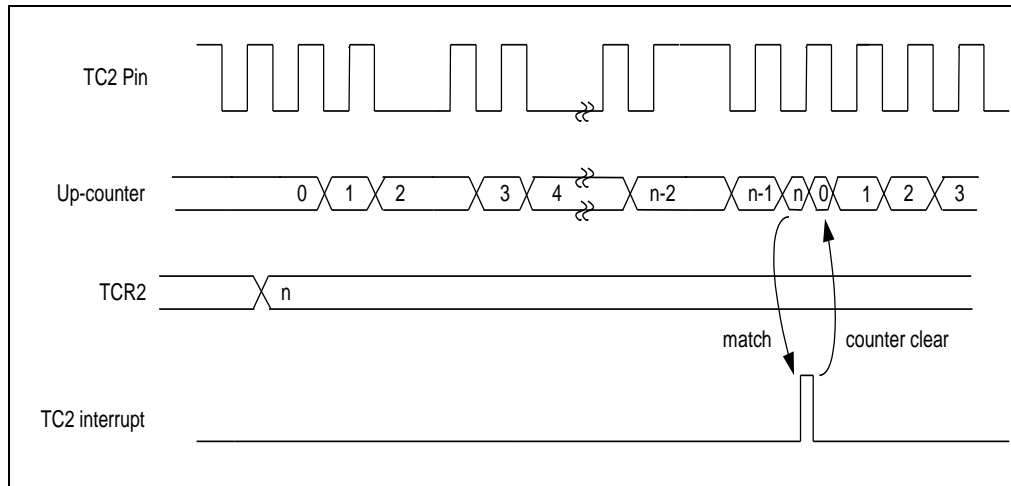 TC2 Pin
Up-counter
0 1 2 3 4 n-2 n-1 n 0 1 2 3
TCR2
n
match counter clear
TC2 interrupt